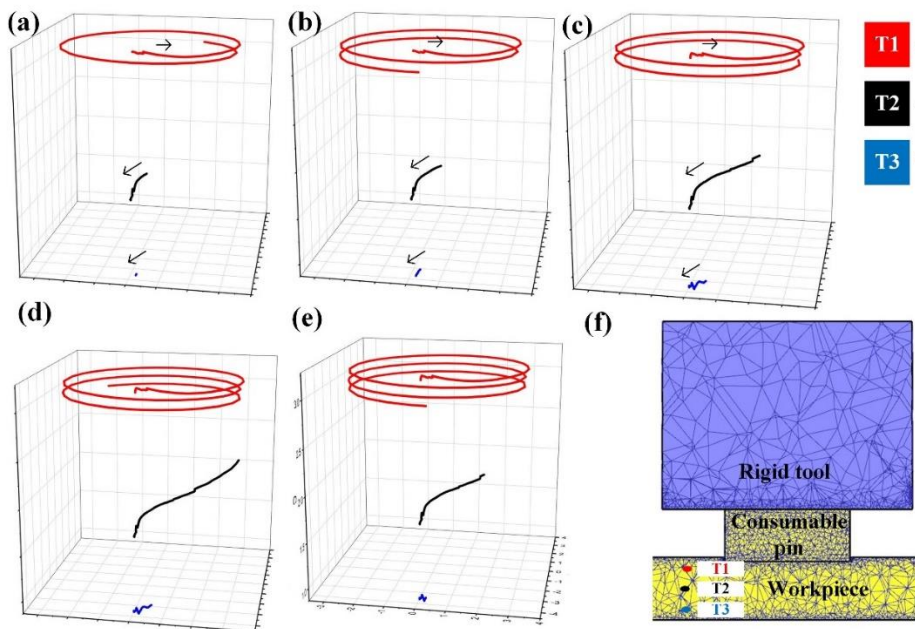 (a)
(b)
(c)
T1
T2
T3
(d)
(e)
(f)
Rigid tool
Consumable
pin
Workpiece
T1
T2
T3